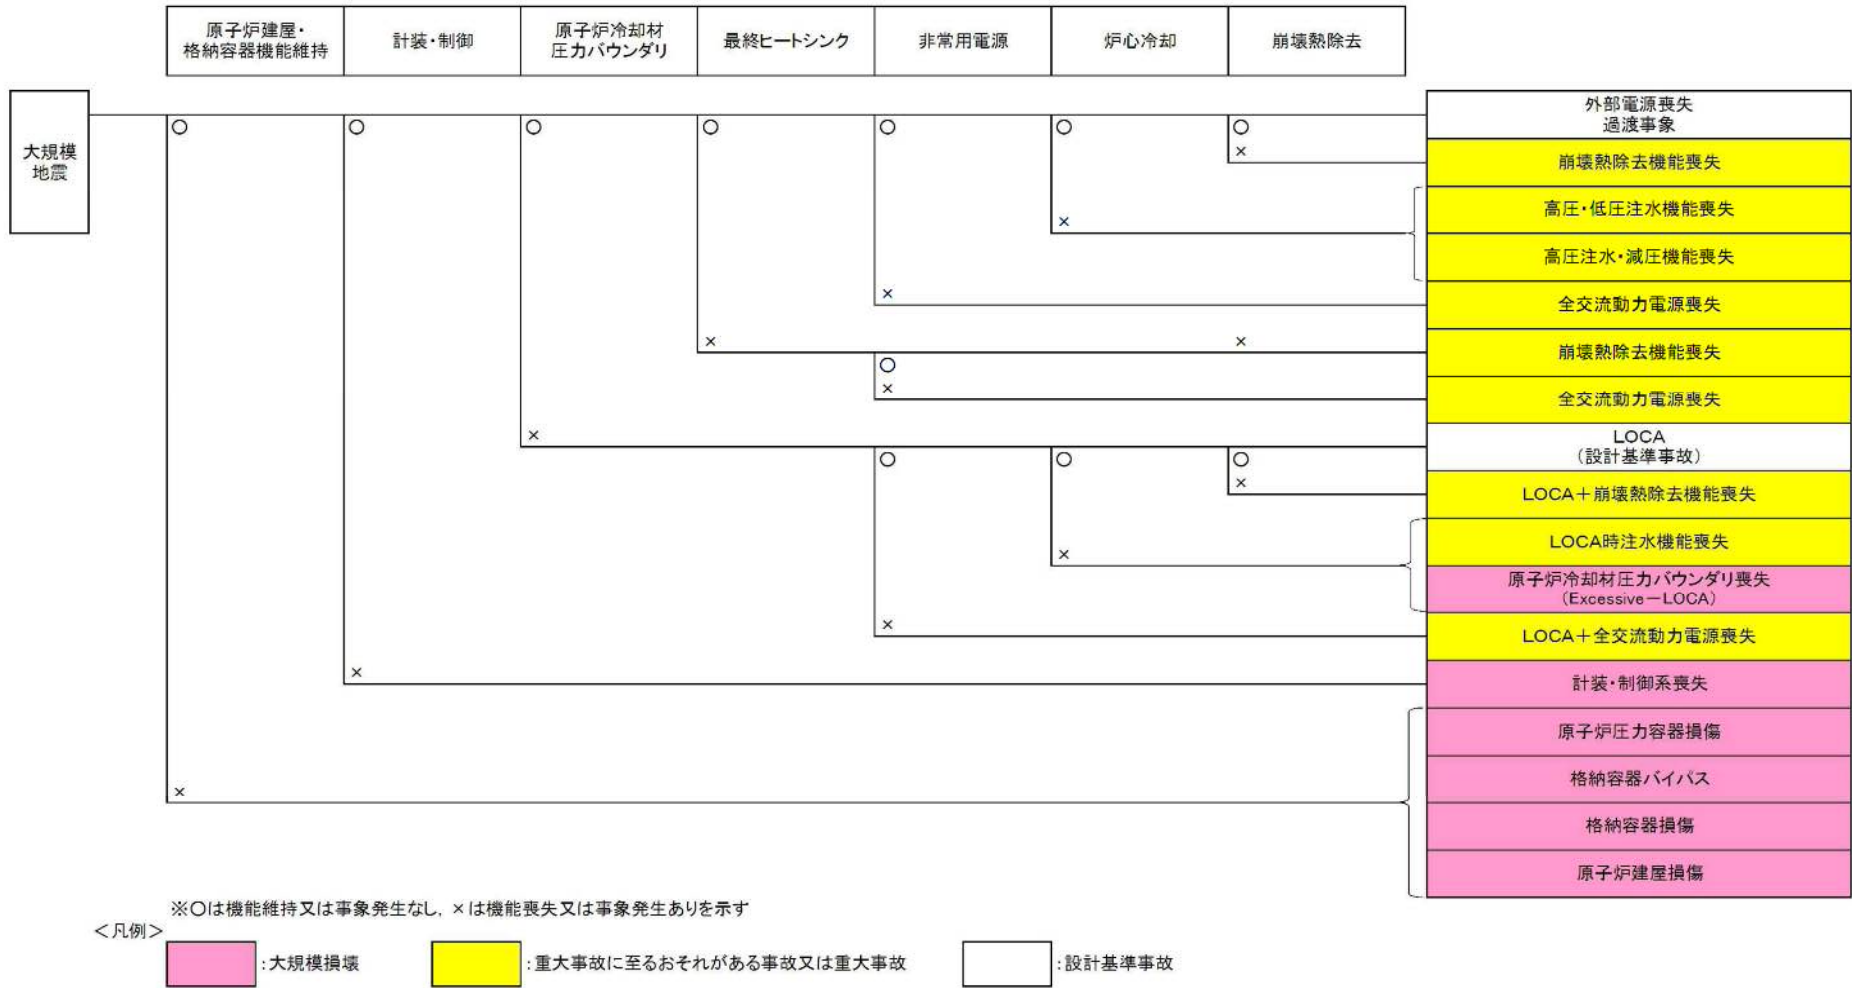 原子炉建屋・
格納容器機能維持
計装・制御
原子炉冷却材
圧力バウンダリ
最終ヒートシンク
非常用電源
炉心冷却
崩壊熱除去
大規模
地震
○ ○ ○ ○ ○ ○ ○
外部電源喪失
過渡事象
×
崩壊熱除去機能喪失
×
高圧・低圧注水機能喪失
高圧注水・減圧機能喪失
×
全交流動力電源喪失
× ×
崩壊熱除去機能喪失
○
×
全交流動力電源喪失
×
LOCA
(設計基準事故)
○ ○ ○
×
LOCA+崩壊熱除去機能喪失
×
LOCA時注水機能喪失
原子炉冷却材圧力バウンダリ喪失
(Excessive-LOCA)
×
LOCA+全交流動力電源喪失
×
計装・制御系喪失
原子炉圧力容器損傷
×
格納容器バイパス
格納容器損傷
原子炉建屋損傷
※○は機能維持又は事象発生なし，×は機能喪失又は事象発生ありを示す
<凡例>
:大規模損壊
:重大事故に至るおそれがある事故又は重大事故
:設計基準事故